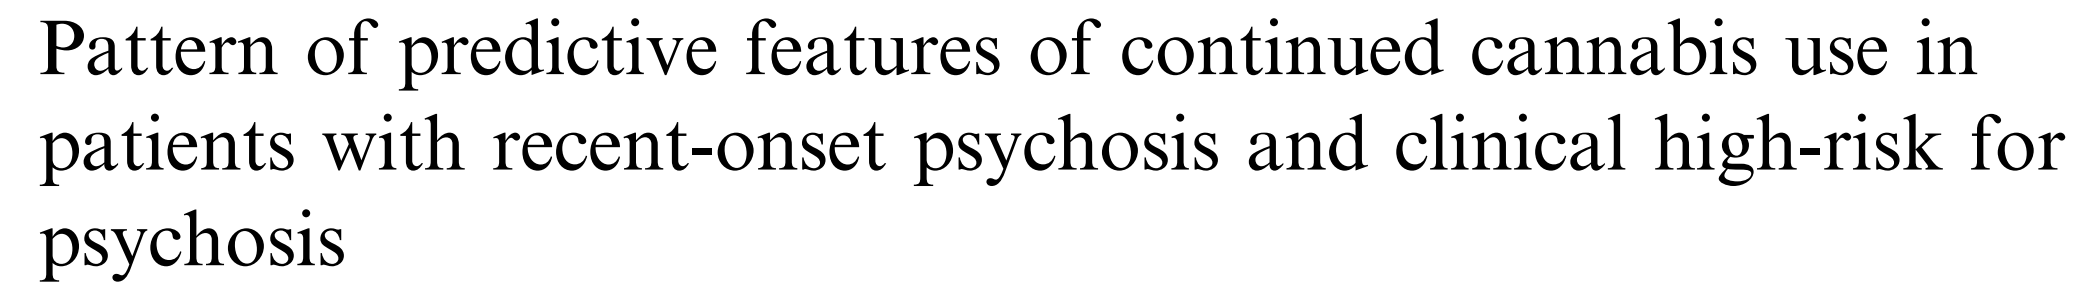 Pattern of predictive features of continued cannabis use in
patients with recent-onset psychosis and clinical high-risk for
psychosis